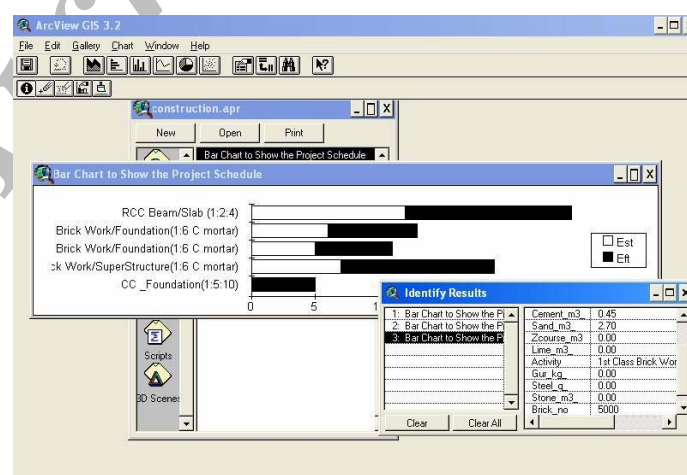 ArcView GIS 3.2
File Edit Gallery Chart Window Help
construction.apr
New Open Print
Bar Chart to Show the Project Schedule
Bar Chart to Show the Project Schedule
RCC Beam/Slab (1:2:4)
Brick Work/Foundation(1:6 C mortar)
Brick Work/Foundation(1:6 C mortar)
ck Work/SuperStructure(1:6 C mortar)
CC _Foundation(1:5:10)
0 5 1
Est
Eft
Identify Results
1: Bar Chart to Show the P
2: Bar Chart to Show the P
3: Bar Chart to Show the P
Cement_m3_ 0.45
Sand_m3_ 2.70
Zcourse_m3 0.00
Lime_m3_ 0.00
Activity 1st Class Brick Wor
Gur_kg_ 0.00
Steel_q_ 0.00
Stone_m3_ 0.00
Brick_no 5000
Clear Clear All
Scripts
3D Scenes